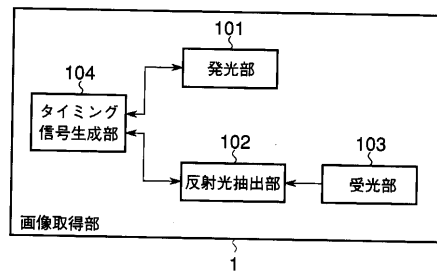 101
発光部
104
タイミング
信号生成部
102
反射光抽出部
103
受光部
画像取得部
1